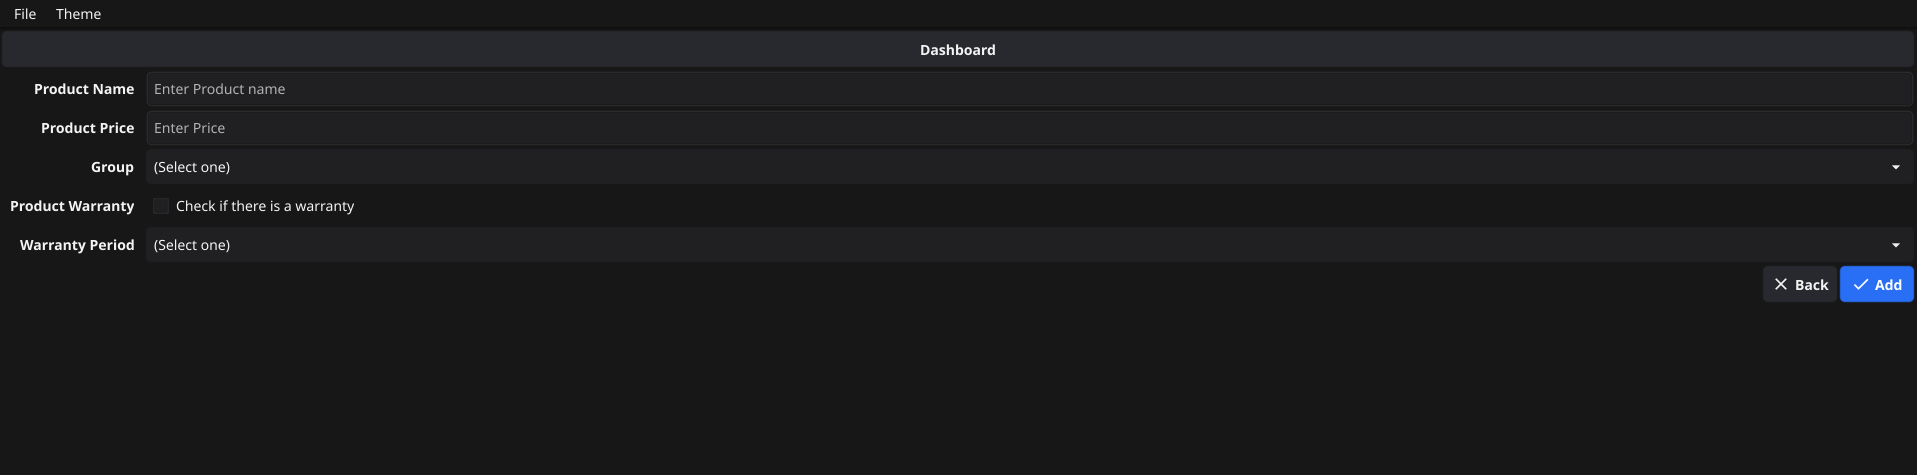 File Theme
Dashboard
Product Name Enter Product name
Product Price Enter Price
Group (Select one)
Product Warranty Check if there is a warranty
Warranty Period (Select one)
Back Add